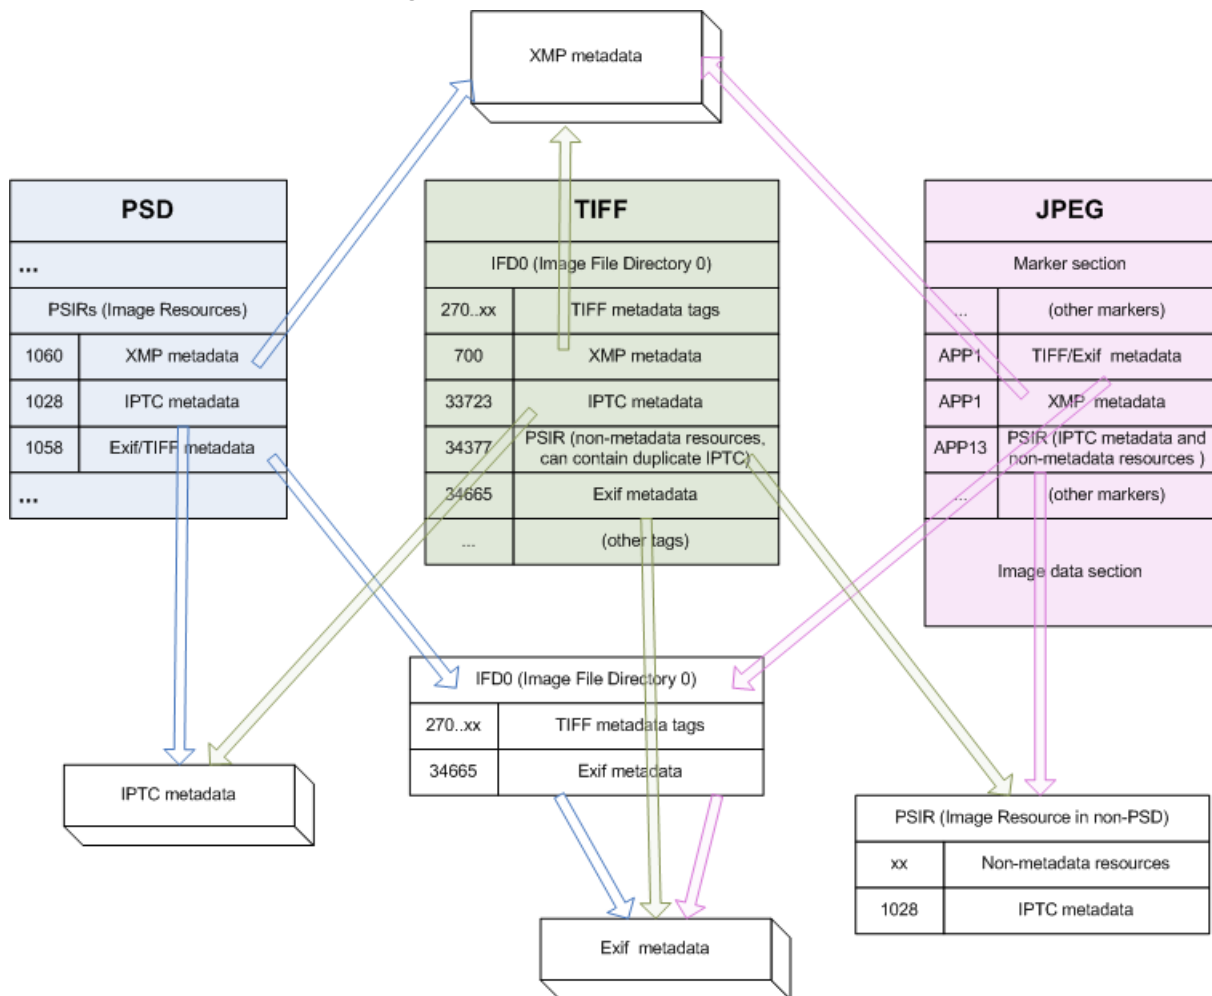 XMP metadata
PSD
...
PSIRs (Image Resources)
1060 XMP metadata
1028 IPTC metadata
1058 Exif/TIFF metadata
...
TIFF
IFD0 (Image File Directory 0)
270..xx TIFF metadata tags
700 XMP metadata
33723 IPTC metadata
34377 PSIR (non-metadata resources,
can contain duplicate IPTC)
34665 Exif metadata
... (other tags)
JPEG
Marker section
... (other markers)
APP1 TIFF/Exif metadata
APP1 XMP metadata
APP13 PSIR (IPTC metadata and
non-metadata resources )
... (other markers)
Image data section
IFD0 (Image File Directory 0)
270..xx TIFF metadata tags
34665 Exif metadata
IPTC metadata
PSIR (Image Resource in non-PSD)
xx Non-metadata resources
1028 IPTC metadata
Exif metadata